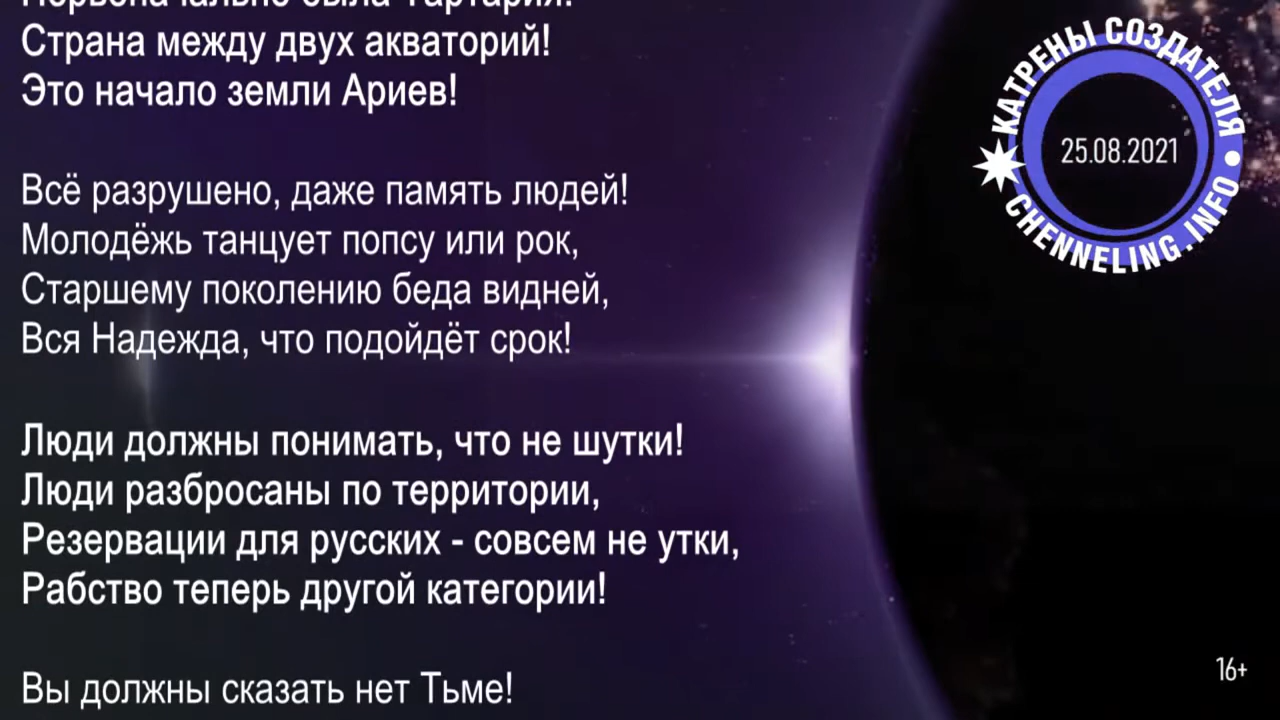 Первоначально была Тартария!
Страна между двух акваторий!
Это начало земли Ариев!
Всё разрушено, даже память людей!
Молодёжь танцует попсу или рок,
Старшему поколению беда видней,
Вся Надежда, что подойдёт срок!
Люди должны понимать, что не шутки!
Люди разбросаны по территории,
Резервации для русских - совсем не утки,
Рабство теперь другой категории!
Вы должны сказать нет Тьме!
КАТРЕНЫ СОЗДАТЕЛЯ
25.08.2021
CHENNELING.INFO
16+